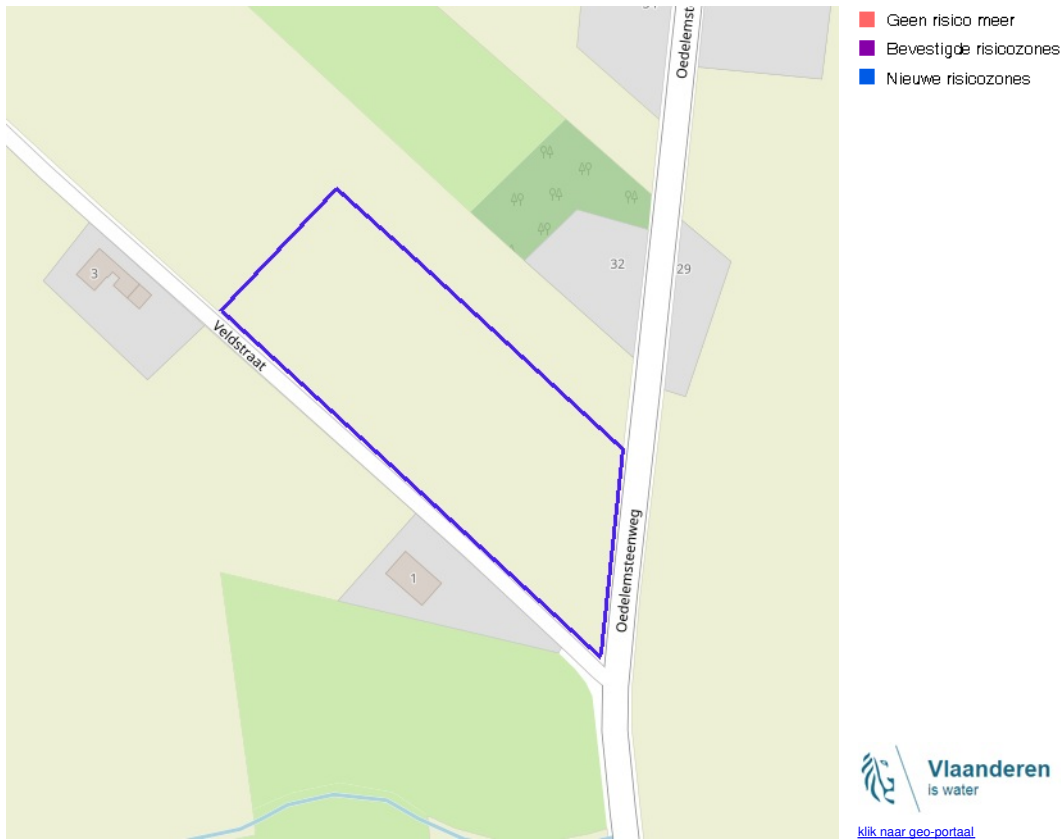 Geen risico meer
Bevestigde risicozones
Nieuwe risicozones
Oedelemst
32
29
3
Veldstraat
1
Oedelemsteenweg
Vlaanderen
is water
klik naar geo-portaal